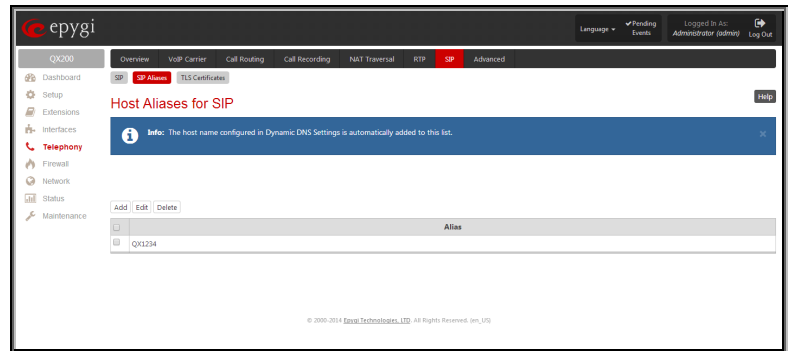 epygi
Language
Pending Events
Logged In As:
Administrator (admin)
Log Out
QX200
Overview VoIP Carrier Call Routing Call Recording NAT Traversal RTP SIP Advanced
Dashboard
Setup
Extensions
Interfaces
Telephony
Firewall
Network
Status
Maintenance
SIP SIP Aliases TLS Certificates
Host Aliases for SIP
Help
Info: The host name configured in Dynamic DNS Settings is automatically added to this list.
Add Edit Delete
Alias
QX1234
© 2000-2014 Epygi Technologies, LTD. All Rights Reserved. (en_US)